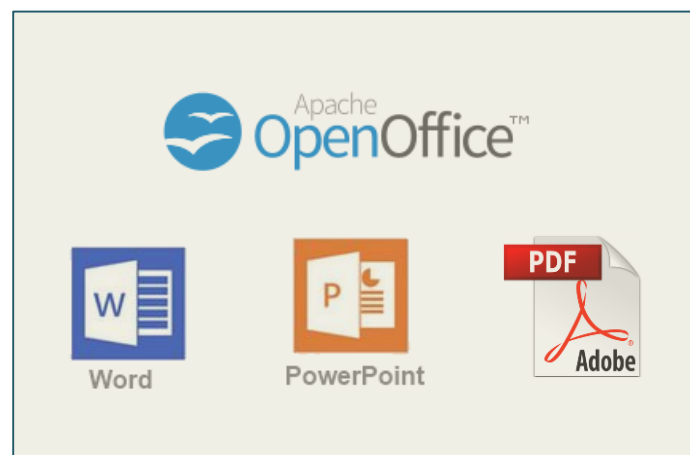 Apache
OpenOffice™
W
Word
P
PowerPoint
PDF
Adobe®